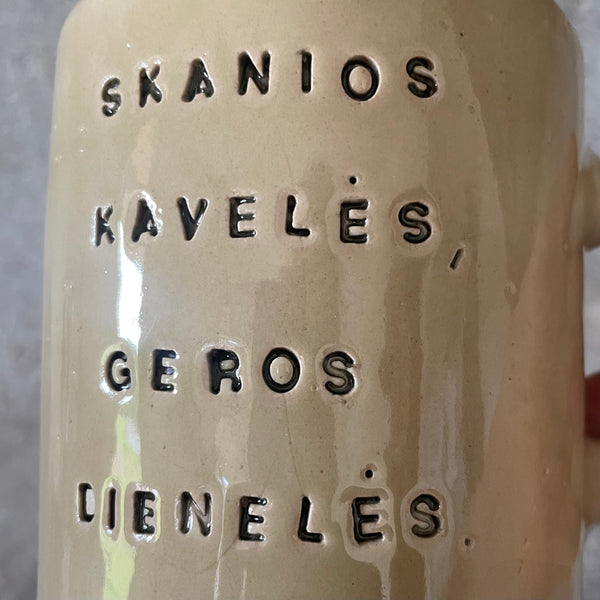 SKANIOS
KAVELĖS,
GEROS
DIENELĖS.